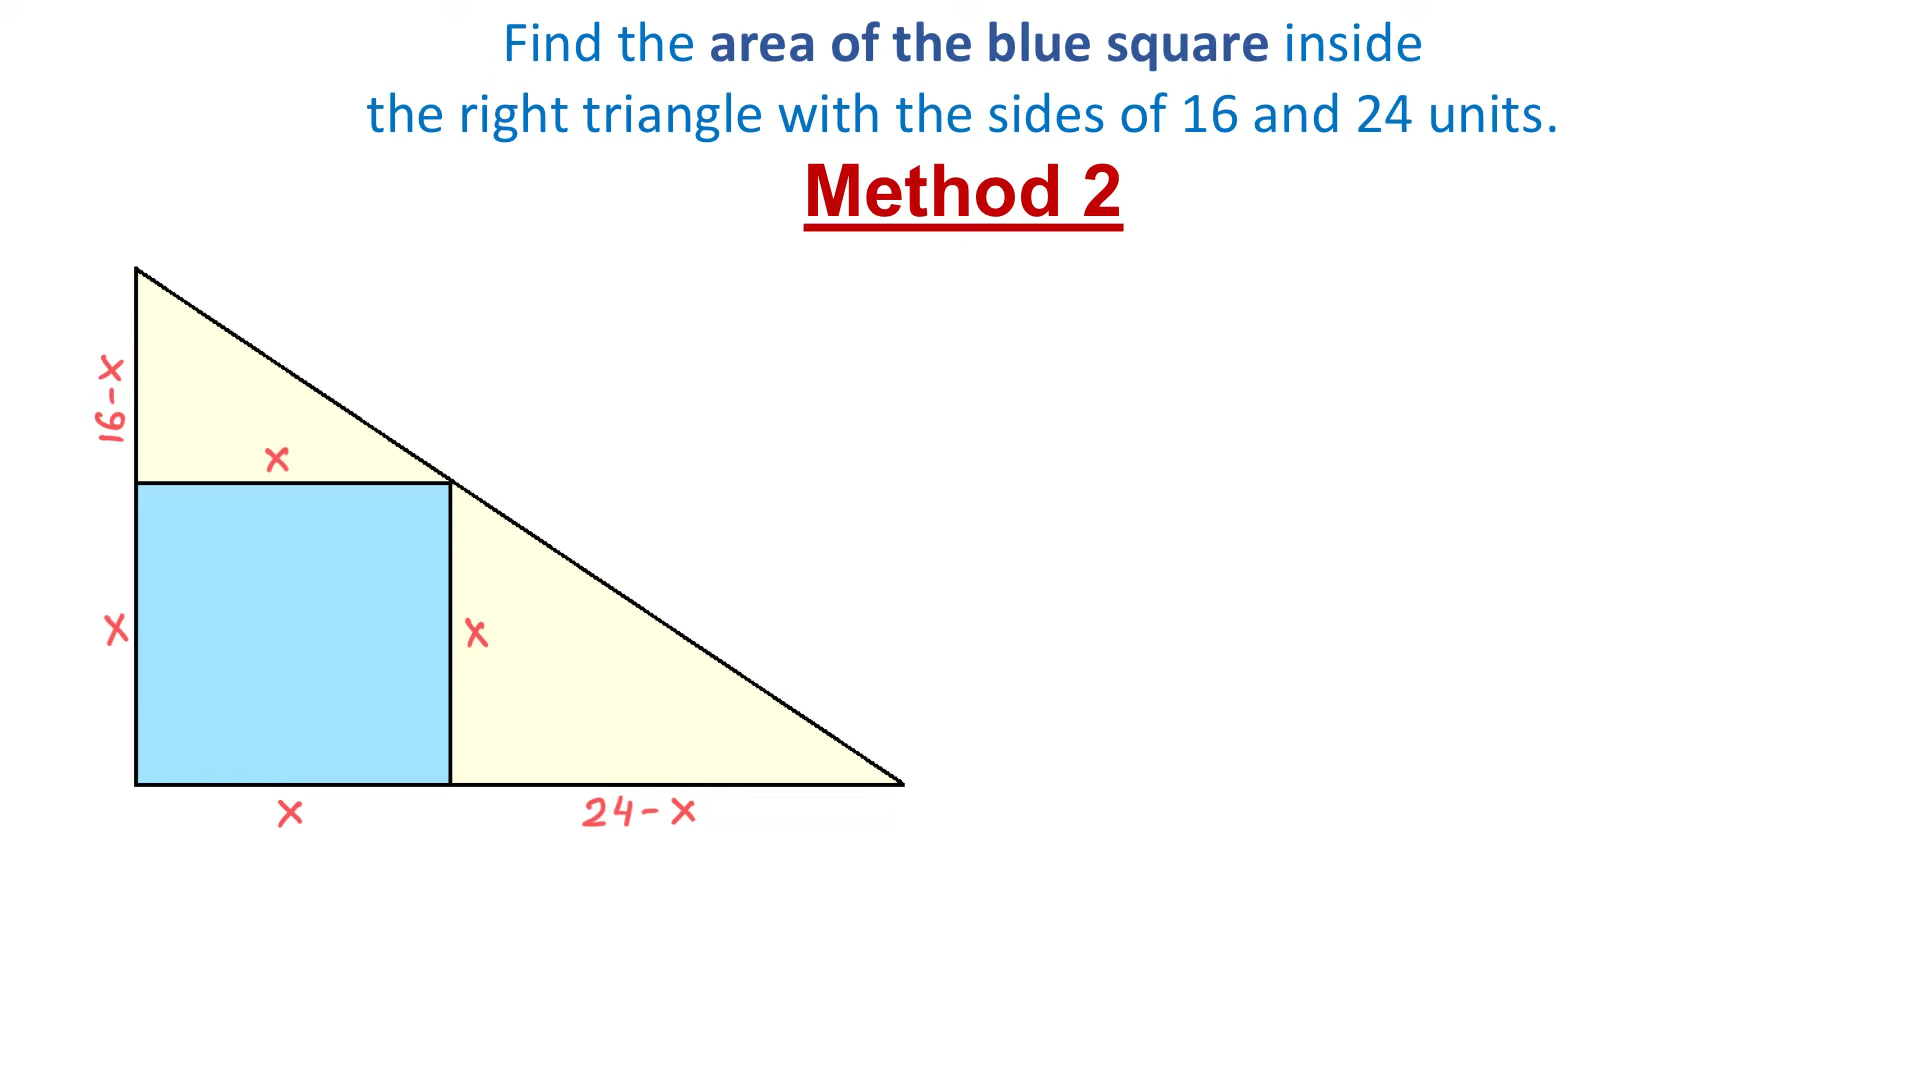 Find the area of the blue square inside
the right triangle with the sides of 16 and 24 units.
Method 2
16-x
x
x
x
x
24-x